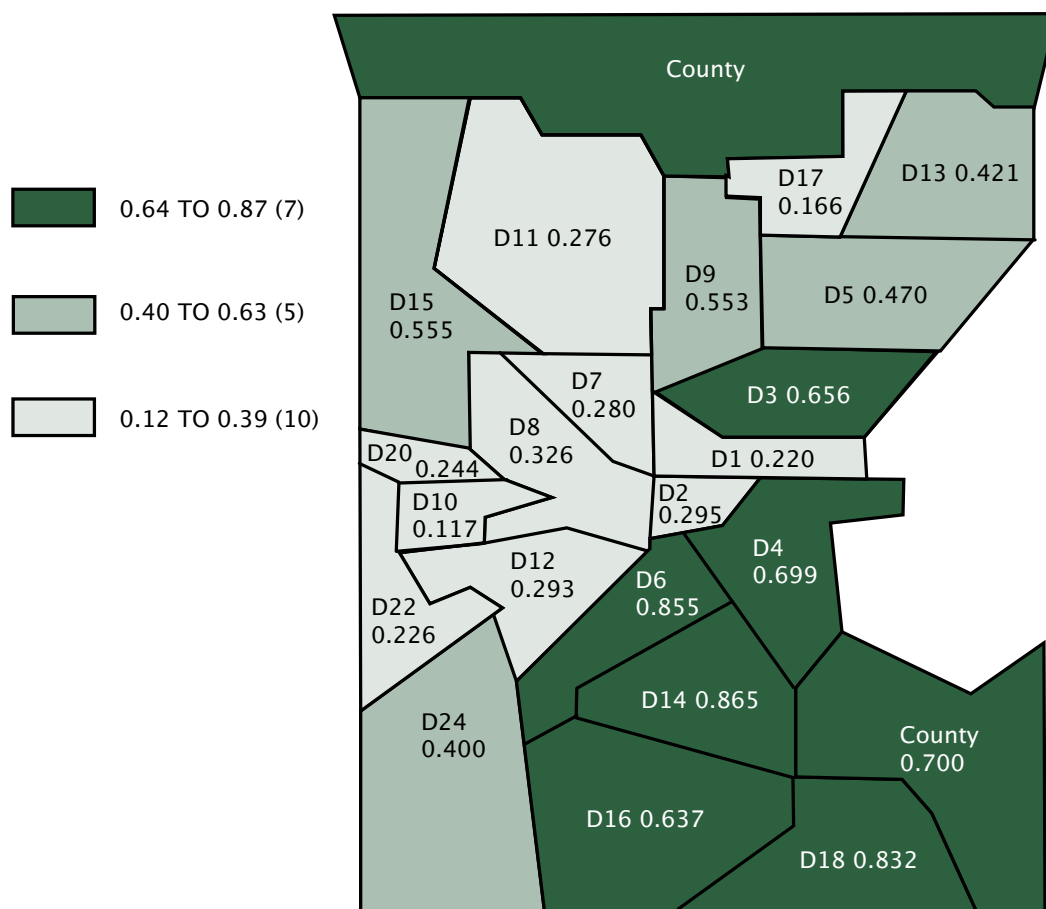 County
0.64 TO 0.87 (7)
0.40 TO 0.63 (5)
0.12 TO 0.39 (10)
D17
0.166
D13 0.421
D11 0.276
D9
0.553
D5 0.470
D15
0.555
D7
0.280
D3 0.656
D8
0.326
D1 0.220
D20
0.244
D10
0.117
D2
0.295
D4
0.699
D12
0.293
D6
0.855
D22
0.226
D14 0.865
D24
0.400
County
0.700
D16 0.637
D18 0.832